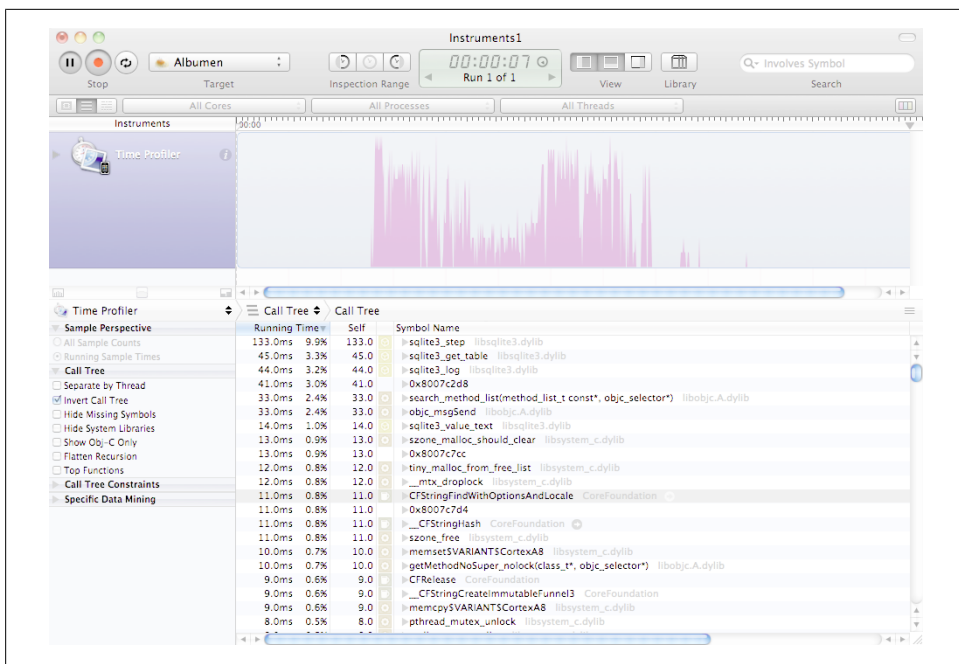 Instruments1
Albumen
00:00:07
Run 1 of 1
Involves Symbol
Stop
Target
Inspection Range
View
Library
Search
All Cores
All Processes
All Threads
Instruments
00:00
Time Profiler
Time Profiler
Call Tree
Call Tree
Sample Perspective
All Sample Counts
Running Sample Times
Call Tree
Separate by Thread
Invert Call Tree
Hide Missing Symbols
Hide System Libraries
Show Obj-C Only
Flatten Recursion
Top Functions
Call Tree Constraints
Specific Data Mining
Running Time Self Symbol Name
133.0ms 9.9% 133.0 sqlite3_step libsqlite3.dylib
45.0ms 3.3% 45.0 sqlite3_get_table libsqlite3.dylib
44.0ms 3.2% 44.0 sqlite3_log libsqlite3.dylib
41.0ms 3.0% 41.0 0x8007c2d8
33.0ms 2.4% 33.0 search_method_list(method_list_t const*, objc_selector*) libobjc.A.dylib
33.0ms 2.4% 33.0 objc_msgSend libobjc.A.dylib
14.0ms 1.0% 14.0 sqlite3_value_text libsqlite3.dylib
13.0ms 0.9% 13.0 szone_malloc_should_clear libsystem_c.dylib
13.0ms 0.9% 13.0 0x8007c7cc
12.0ms 0.8% 12.0 tiny_malloc_from_free_list libsystem_c.dylib
12.0ms 0.8% 12.0 __mtx_droplock libsystem_c.dylib
11.0ms 0.8% 11.0 CFStringFindWithOptionsAndLocale CoreFoundation
11.0ms 0.8% 11.0 0x8007c7d4
11.0ms 0.8% 11.0 __CFStringHash CoreFoundation
11.0ms 0.8% 11.0 szone_free libsystem_c.dylib
10.0ms 0.7% 10.0 memset$VARIANT$CortexA8 libsystem_c.dylib
10.0ms 0.7% 10.0 getMethodNoSuper_nolock(class_t*, objc_selector*) libobjc.A.dylib
9.0ms 0.6% 9.0 CFRelease CoreFoundation
9.0ms 0.6% 9.0 __CFStringCreateImmutableFunnel3 CoreFoundation
9.0ms 0.6% 9.0 memcpy$VARIANT$CortexA8 libsystem_c.dylib
8.0ms 0.5% 8.0 pthread_mutex_unlock libsystem_c.dylib